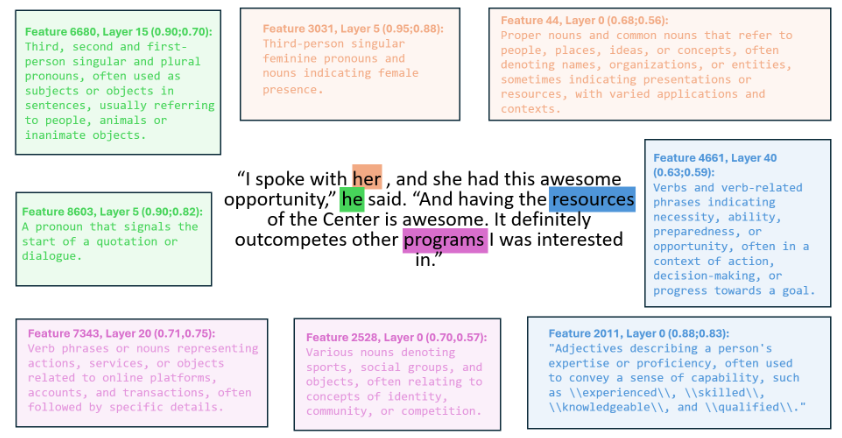 Feature 6680, Layer 15 (0.90;0.70):
Third, second and first-
person singular and plural
pronouns, often used as
subjects or objects in
sentences, usually referring
to people, animals or
inanimate objects.
Feature 3031, Layer 5 (0.95;0.88):
Third-person singular
feminine pronouns and
nouns indicating female
presence.
Feature 44, Layer 0 (0.68;0.56):
Proper nouns and common nouns that refer to
people, places, ideas, or concepts, often
denoting names, organizations, or entities,
sometimes indicating presentations or
resources, with varied applications and
contexts.
Feature 8603, Layer 5 (0.90;0.82):
A pronoun that signals the
start of a quotation or
dialogue.
“I spoke with her , and she had this awesome
opportunity,” he said. “And having the resources
of the Center is awesome. It definitely
outcompetes other programs I was interested
in.”
Feature 4661, Layer 40
(0.63;0.59):
Verbs and verb-related
phrases indicating
necessity, ability,
preparedness, or
opportunity, often in a
context of action,
decision-making, or
progress towards a goal.
Feature 7343, Layer 20 (0.71,0.75):
Verb phrases or nouns representing
actions, services, or objects
related to online platforms,
accounts, and transactions, often
followed by specific details.
Feature 2528, Layer 0 (0.70,0.57):
Various nouns denoting
sports, social groups, and
objects, often relating to
concepts of identity,
community, or competition.
Feature 2011, Layer 0 (0.88;0.83):
"Adjectives describing a person's
expertise or proficiency, often used
to convey a sense of capability, such
as \\experienced\\, \\skilled\\,
\\knowledgeable\\, and \\qualified\\."